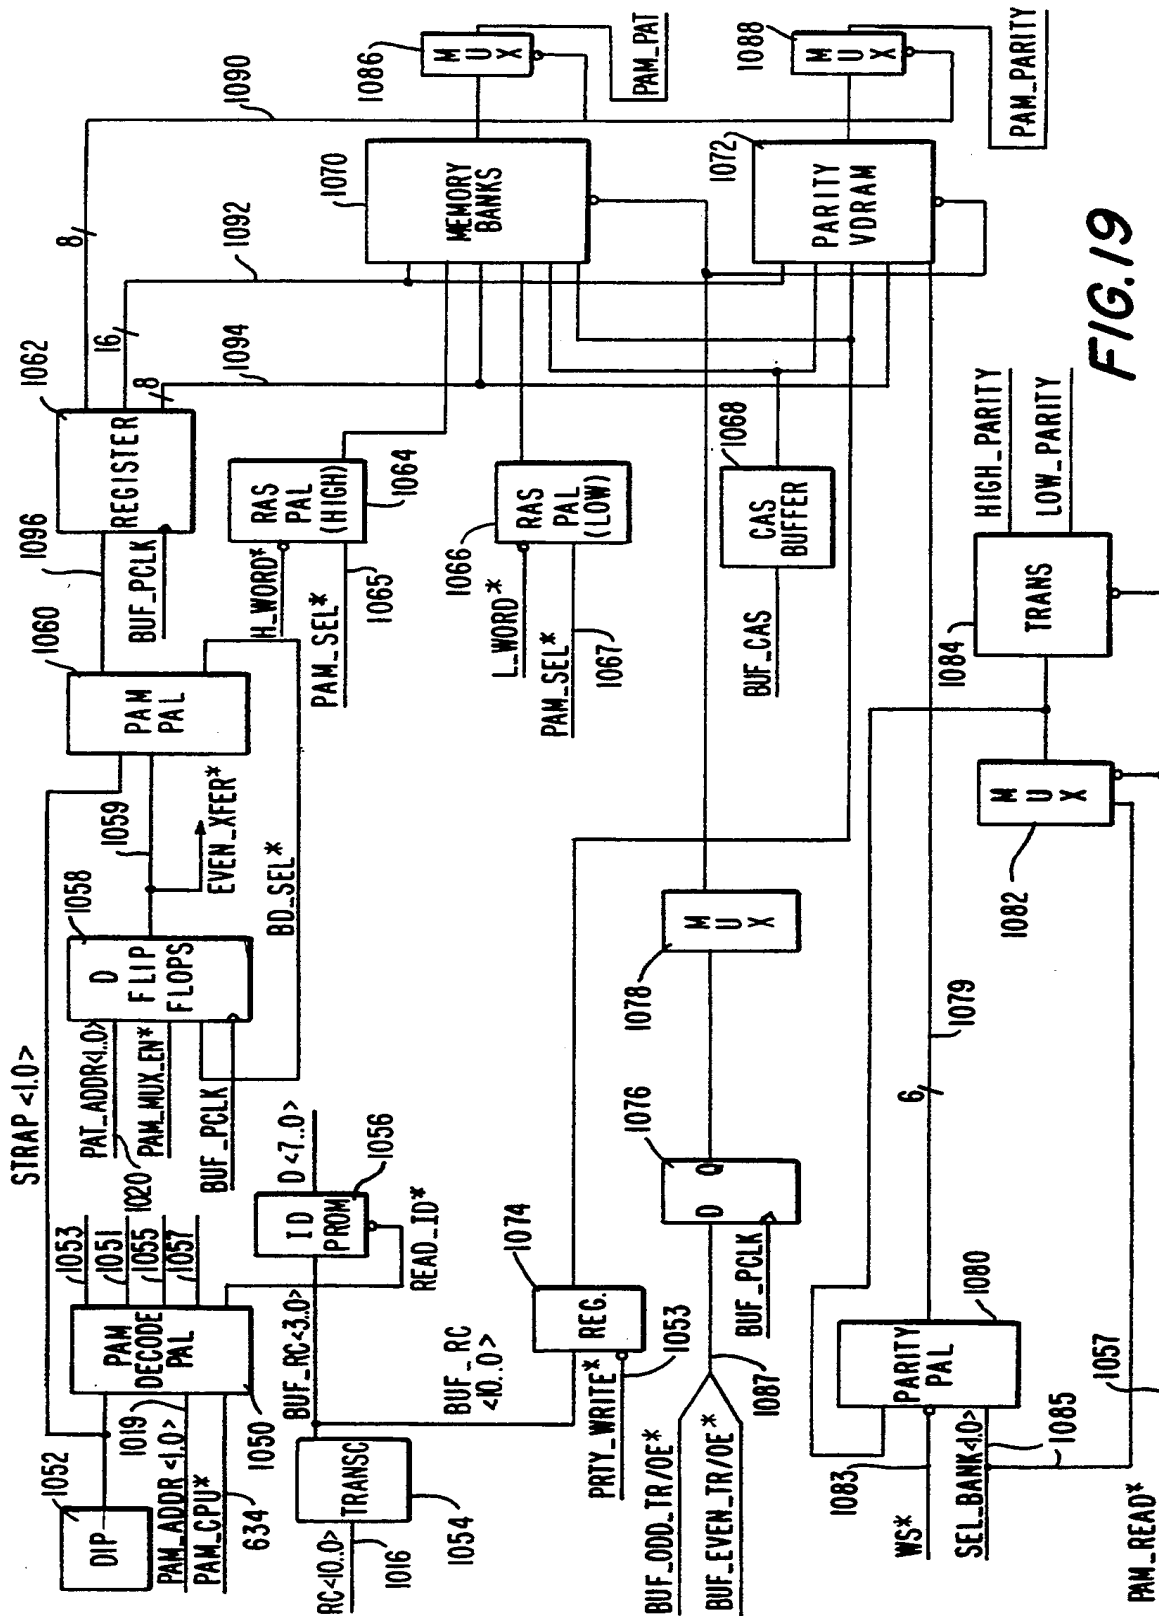 1052
DIP
1019
PAM_ADDR<1.0>
PAM_CPU*
634
1050
PAM
DECODE
PAL
1053
1051
1055
1057
STRAP<1.0>
PAT_ADDR<1.0>
1020
PAM_MUX_EN*
BUF_PCLK
D
FLIP
FLOPS
1058
1059
EVEN_XFER*
BD_SEL*
PAM
PAL
1060
1096
BUF_PCLK
REGISTER
1062
8
1090
16
1092
8
1094
RC<10..0>
1016
TRANSC
1054
BUF_RC<3..0>
BUF_RC
<10..0>
ID
PROM
1056
D<7..0>
READ_ID*
H_WORD*
PAM_SEL*
1065
RAS
PAL
(HIGH)
1064
L_WORD*
PAM_SEL*
1067
1066
RAS
PAL
(LOW)
BUF_CAS
CAS
BUFFER
1068
1070
MEMORY
BANKS
1086
MUX
PAM_PAT
1072
PARITY
VDRAM
1088
MUX
PAM_PARITY
PRTY_WRITE*
1053
REG.
1074
BUF_ODD_TR/OE*
BUF_EVEN_TR/OE*
1087
BUF_PCLK
D Q
1076
MUX
1078
WS*
1083
SEL_BANK<1.0>
1085
PARITY
PAL
1080
6
1079
PAM_READ*
1057
MUX
1082
1084
TRANS
HIGH_PARITY
LOW_PARITY
FIG. 19